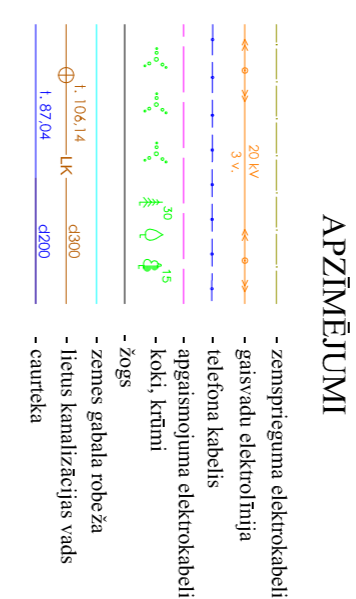 APZĪMĒJUMI
- zemsprieguma elektrokabeli
20 kV
3 v.
- gaisvadu elektrolīnija
- telefona kabelis
- apgaismojuma elektrokabeli
30
15
- koki, krūmi
- žogs
- zemes gabala robeža
t. 106,14
LK
d300
- lietus kanalizācijas vads
t. 87,04
d200
- caurteka